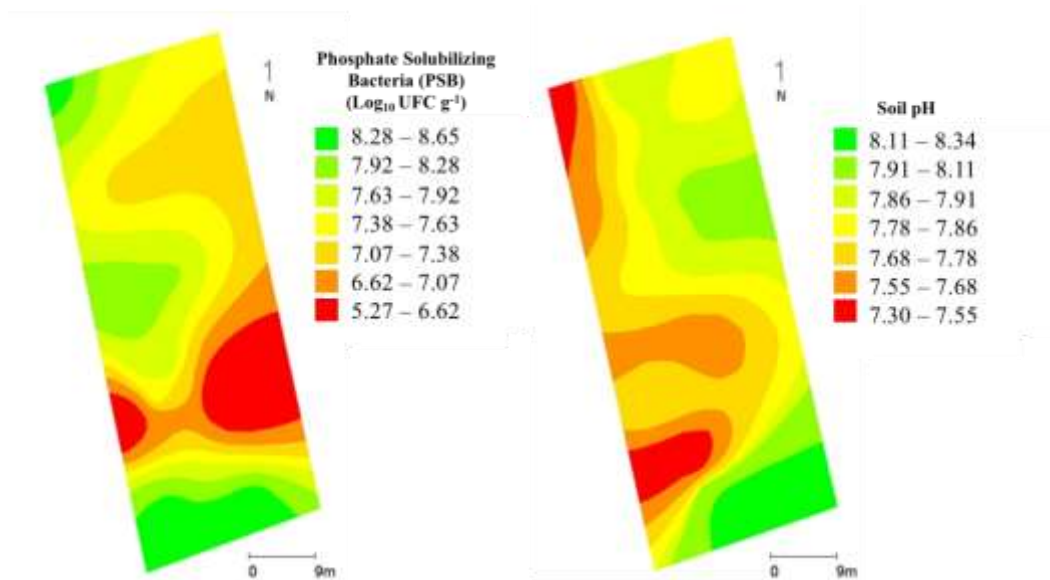 Phosphate Solubilizing
Bacteria (PSB)
(Log₁₀ UFC g⁻¹)
8.28 – 8.65
7.92 – 8.28
7.63 – 7.92
7.38 – 7.63
7.07 – 7.38
6.62 – 7.07
5.27 – 6.62
N
0 9m
Soil pH
8.11 – 8.34
7.91 – 8.11
7.86 – 7.91
7.78 – 7.86
7.68 – 7.78
7.55 – 7.68
7.30 – 7.55
N
0 9m